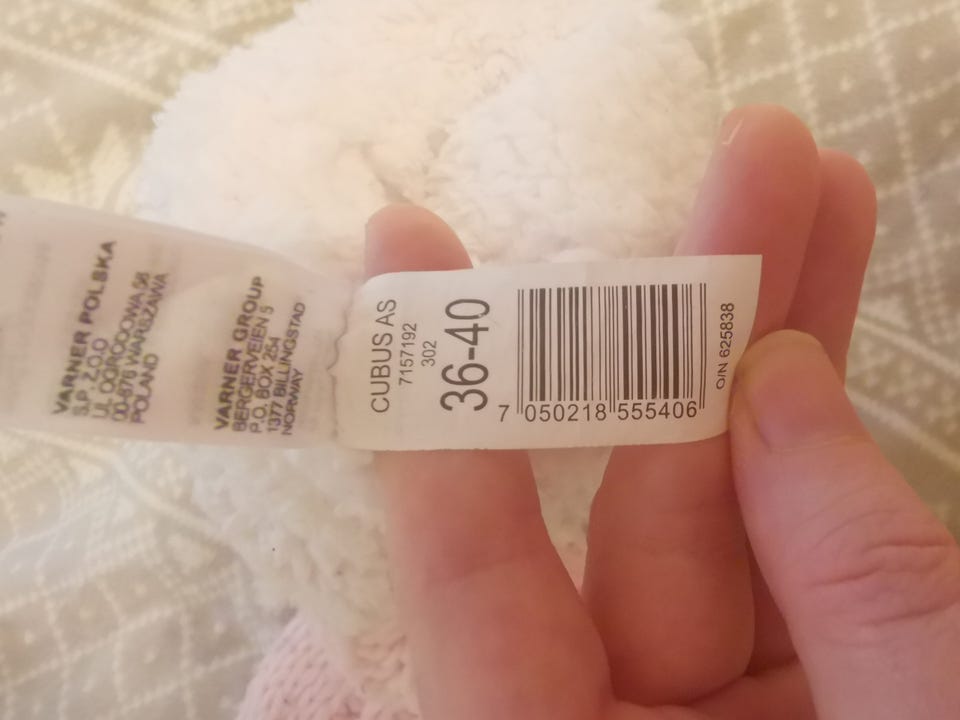 VARNER POLSKA
S.P. Z.O.O
UL OGRODOWA 58
00-876 WARSZAWA
POLAND
VARNER GROUP
BERGERVEIEN 5
P.O. BOX 254
1377 BILLINGSTAD
NORWAY
CUBUS AS
7157192
302
36-40
7 050218 555406
O/N 625838